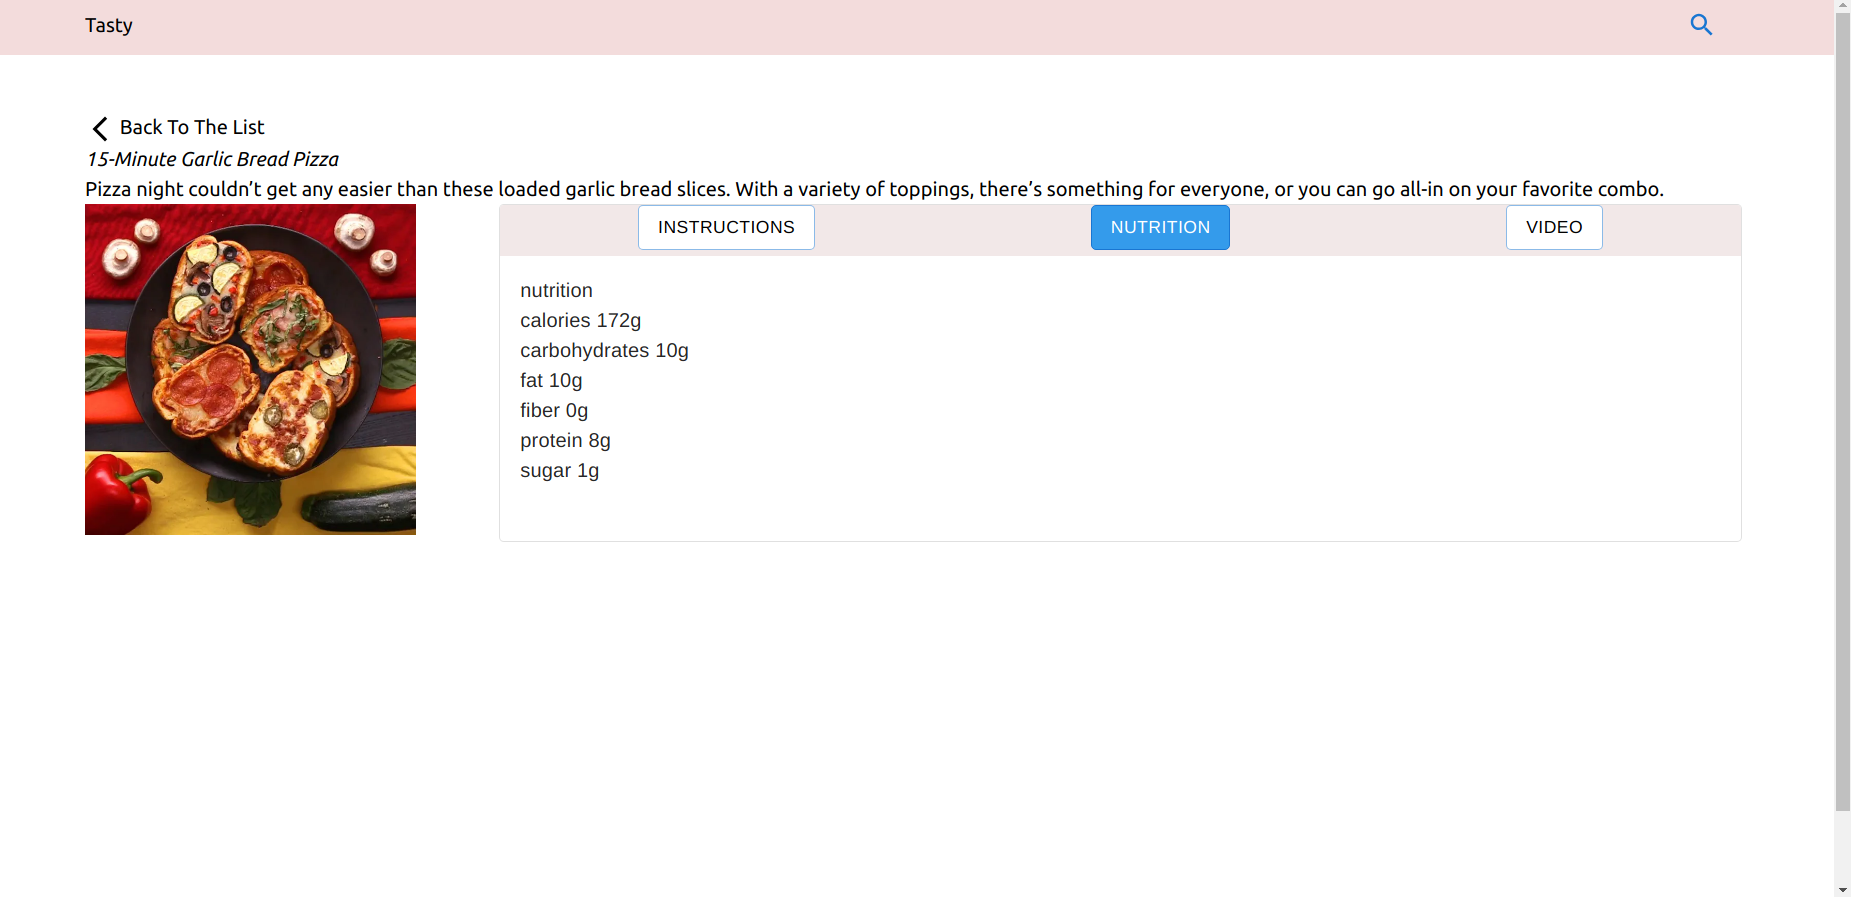 Tasty
Back To The List
15-Minute Garlic Bread Pizza
Pizza night couldn’t get any easier than these loaded garlic bread slices. With a variety of toppings, there’s something for everyone, or you can go all-in on your favorite combo.
INSTRUCTIONS NUTRITION VIDEO
nutrition
calories 172g
carbohydrates 10g
fat 10g
fiber 0g
protein 8g
sugar 1g